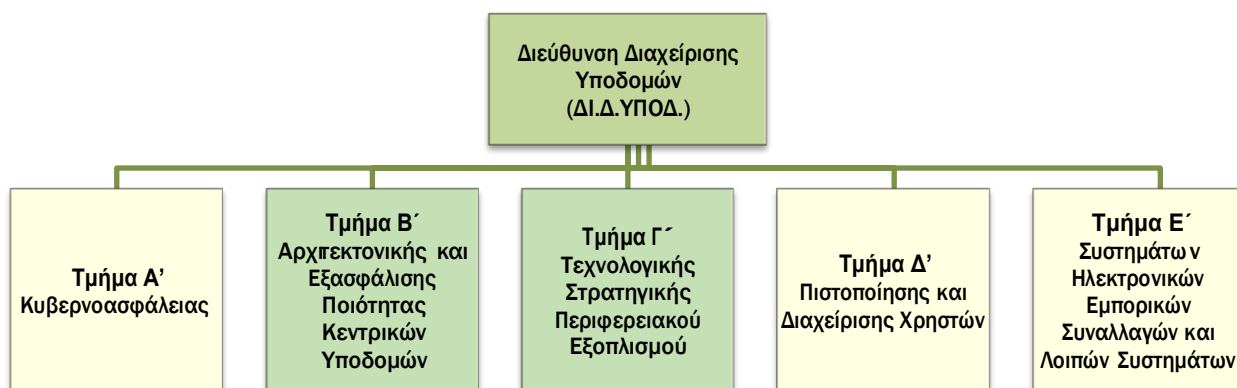 Διεύθυνση Διαχείρισης
Υποδομών
(ΔΙ.Δ.ΥΠΟΔ.)
Τμήμα Α’
Κυβερνοασφάλειας
Τμήμα Β΄
Αρχιτεκτονικής και
Εξασφάλισης
Ποιότητας
Κεντρικών
Υποδομών
Τμήμα Γ΄
Τεχνολογικής
Στρατηγικής
Περιφερειακού
Εξοπλισμού
Τμήμα Δ’
Πιστοποίησης και
Διαχείρισης Χρηστών
Τμήμα Ε΄
Συστημάτων
Ηλεκτρονικών
Εμπορικών
Συναλλαγών και
Λοιπών Συστημάτων